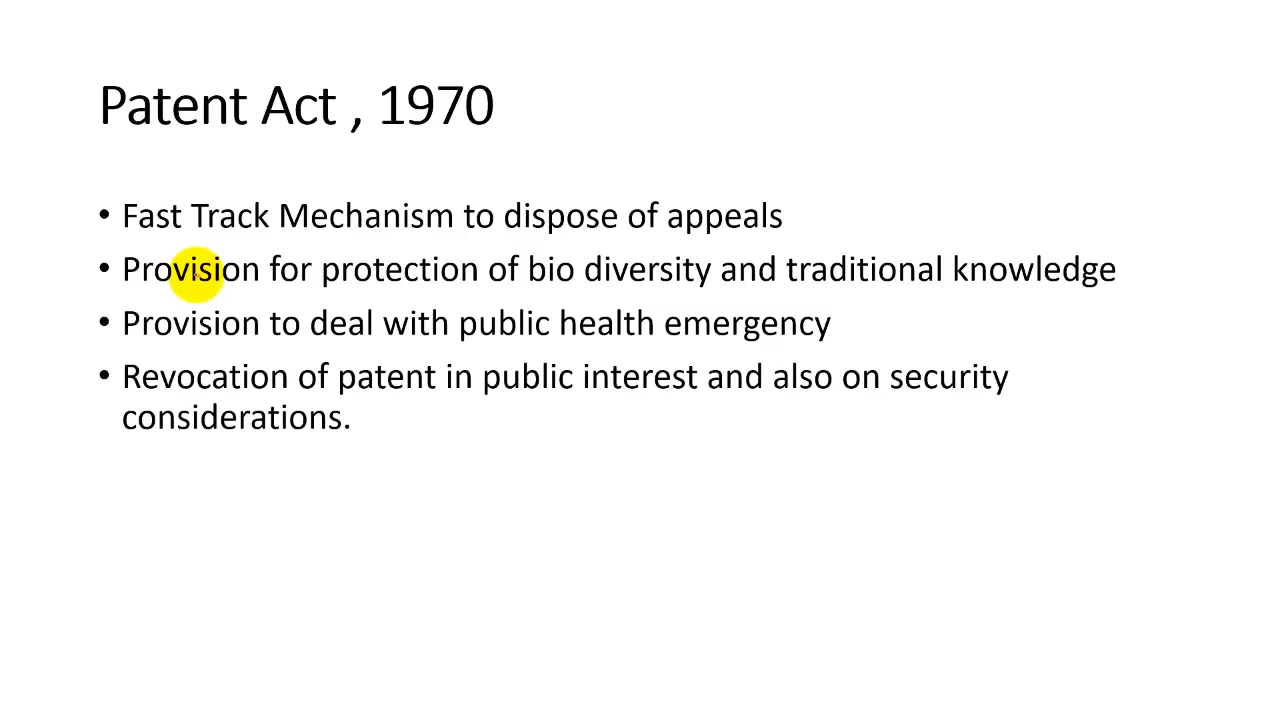 Patent Act , 1970
• Fast Track Mechanism to dispose of appeals
• Provision for protection of bio diversity and traditional knowledge
• Provision to deal with public health emergency
• Revocation of patent in public interest and also on security
considerations.